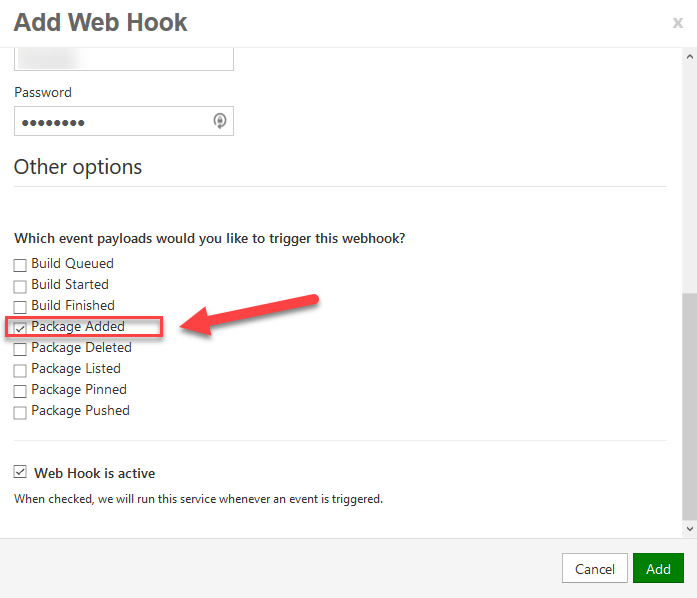 Add Web Hook
x
Password
Other options
Which event payloads would you like to trigger this webhook?
Build Queued
Build Started
Build Finished
Package Added
Package Deleted
Package Listed
Package Pinned
Package Pushed
Web Hook is active
When checked, we will run this service whenever an event is triggered.
Cancel Add